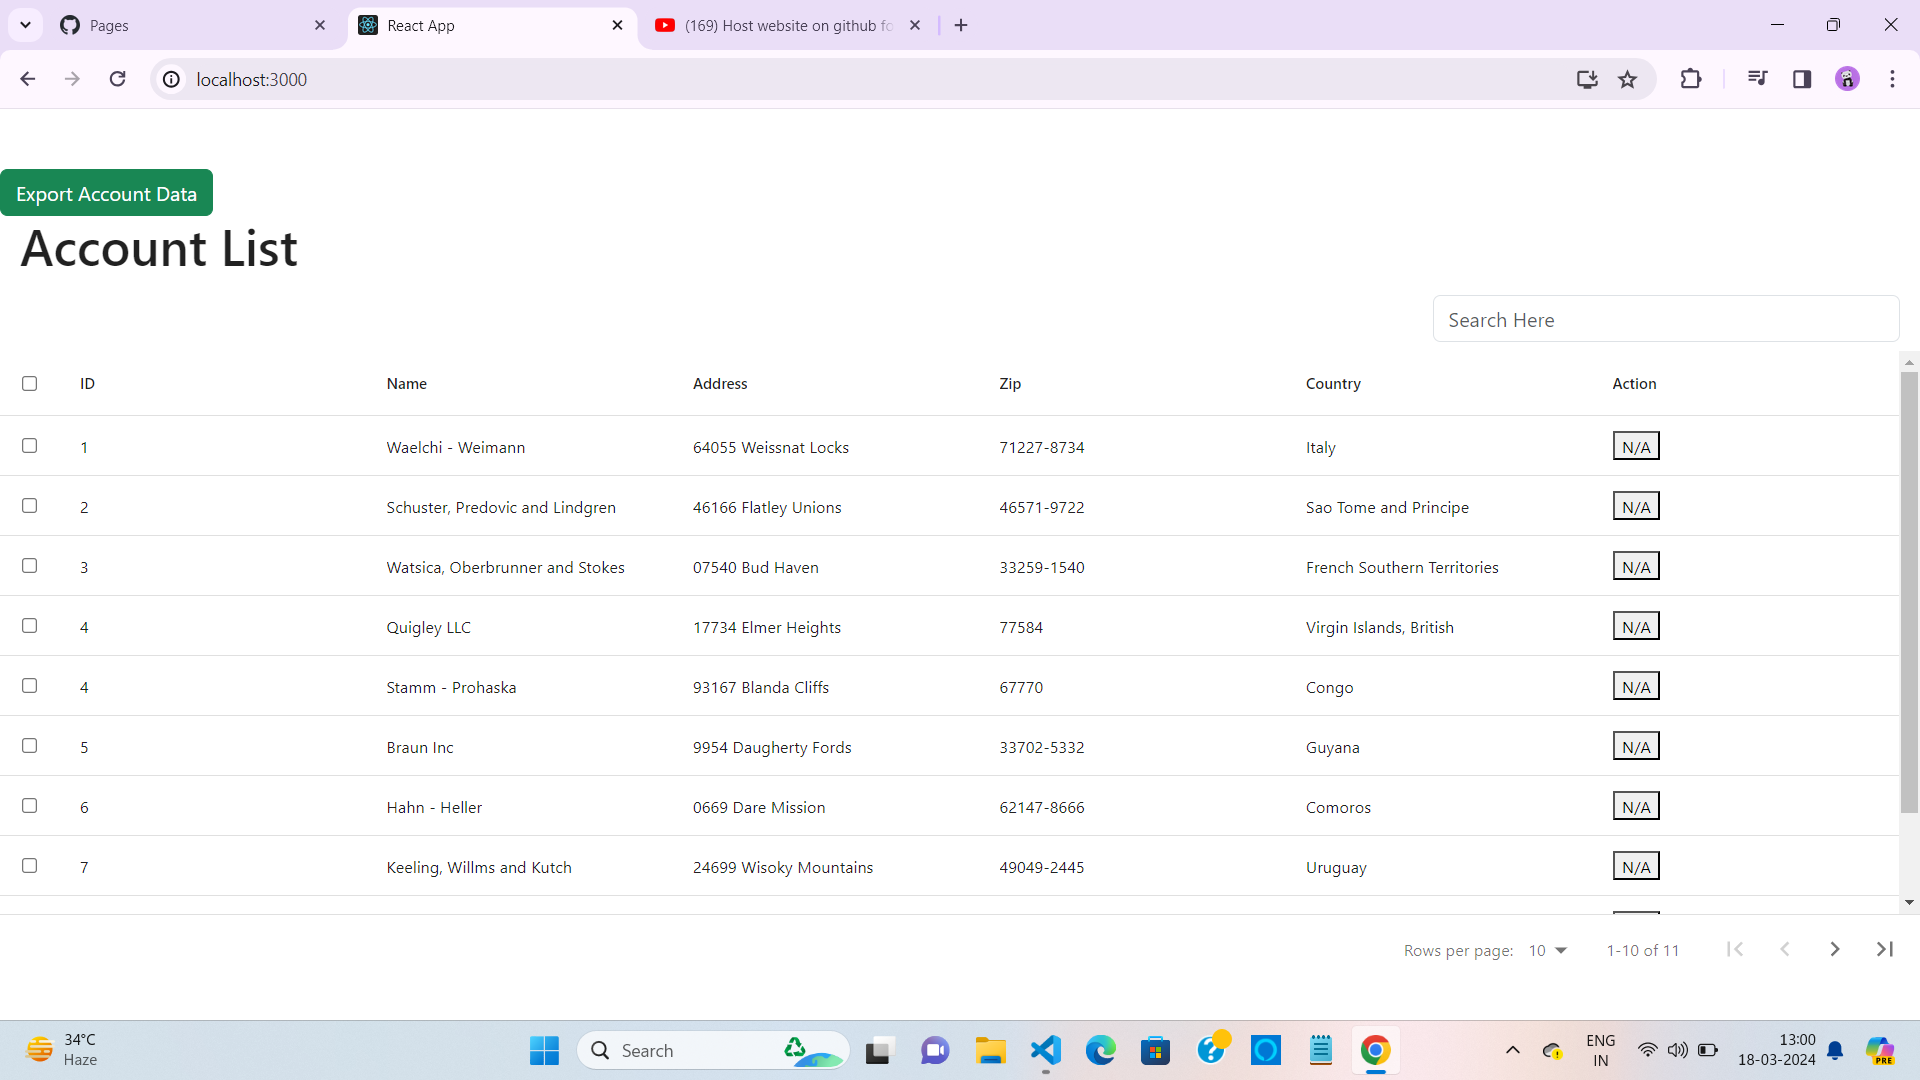 Pages
React App
(169) Host website on github fo
localhost:3000
Export Account Data
Account List
Search Here
ID Name Address Zip Country Action
1 Waelchi - Weimann 64055 Weissnat Locks 71227-8734 Italy N/A
2 Schuster, Predovic and Lindgren 46166 Flatley Unions 46571-9722 Sao Tome and Principe N/A
3 Watsica, Oberbrunner and Stokes 07540 Bud Haven 33259-1540 French Southern Territories N/A
4 Quigley LLC 17734 Elmer Heights 77584 Virgin Islands, British N/A
4 Stamm - Prohaska 93167 Blanda Cliffs 67770 Congo N/A
5 Braun Inc 9954 Daugherty Fords 33702-5332 Guyana N/A
6 Hahn - Heller 0669 Dare Mission 62147-8666 Comoros N/A
7 Keeling, Willms and Kutch 24699 Wisoky Mountains 49049-2445 Uruguay N/A
Rows per page: 10 1-10 of 11
34°C
Haze
Search
ENG
IN
13:00
18-03-2024
PRE